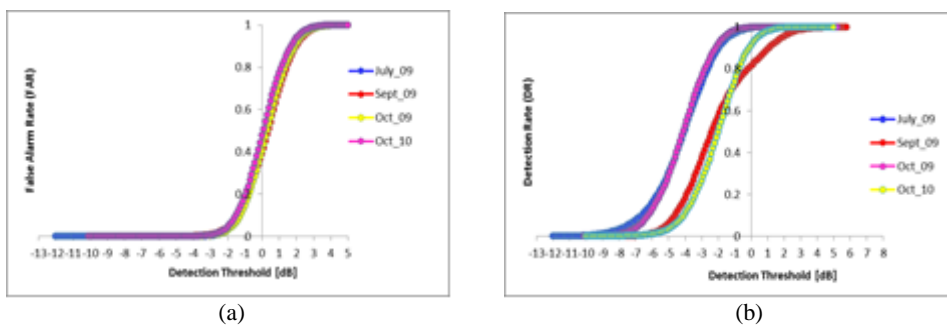 False Alarm Rate (FAR)
1
0.8
0.6
0.4
0.2
0
-13-12-11-10 -9 -8 -7 -6 -5 -4 -3 -2 -1 0 1 2 3 4 5
Detection Threshold [dB]
July_09
Sept_09
Oct_09
Oct_10
(a)
Detection Rate (DR)
1
0.8
0.6
0.4
0.2
0
-13-12-11-10 -9 -8 -7 -6 -5 -4 -3 -2 -1 0 1 2 3 4 5 6 7 8
Detection Threshold [dB]
July_09
Sept_09
Oct_09
Oct_10
(b)